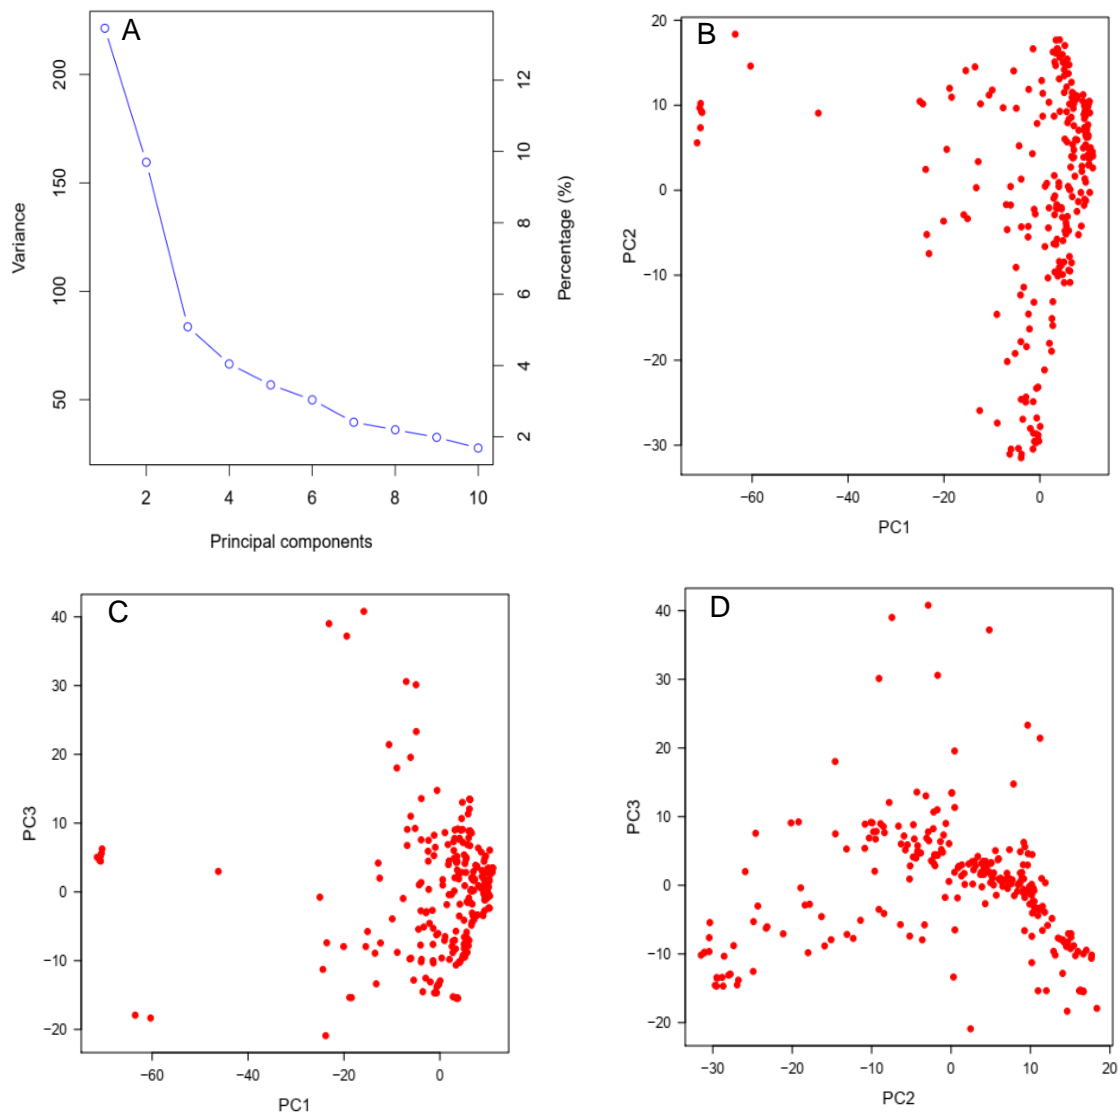 A
200
150
100
50
Variance
12
10
8
6
4
2
Percentage (%)
2 4 6 8 10
Principal components
B
20
10
0
−10
−20
−30
PC2
−60 −40 −20 0
PC1
C
40
30
20
10
0
−10
−20
PC3
−60 −40 −20 0
PC1
D
40
30
20
10
0
−10
−20
PC3
−30 −20 −10 0 10 20
PC2